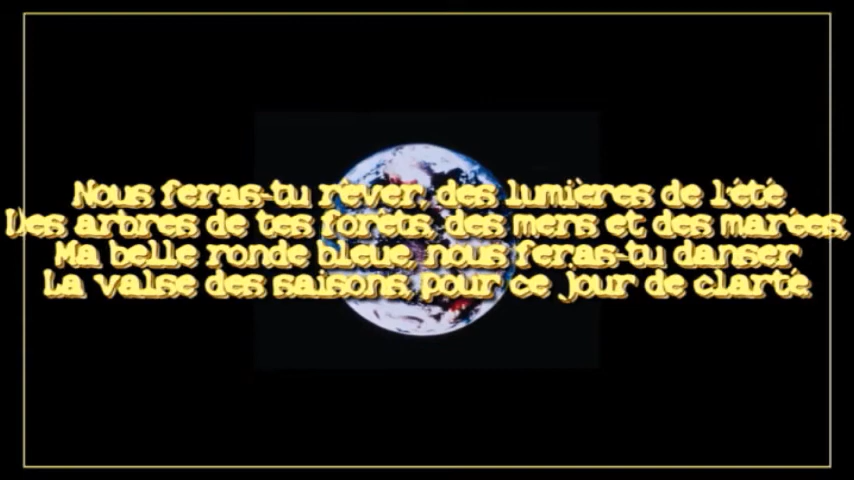 Nous feras-tu rêver, des lumières de l'été
Des arbres de tes forêts, des mers et des marées,
Ma belle ronde bleue, nous feras-tu danser
La valse des saisons, pour ce jour de clarté